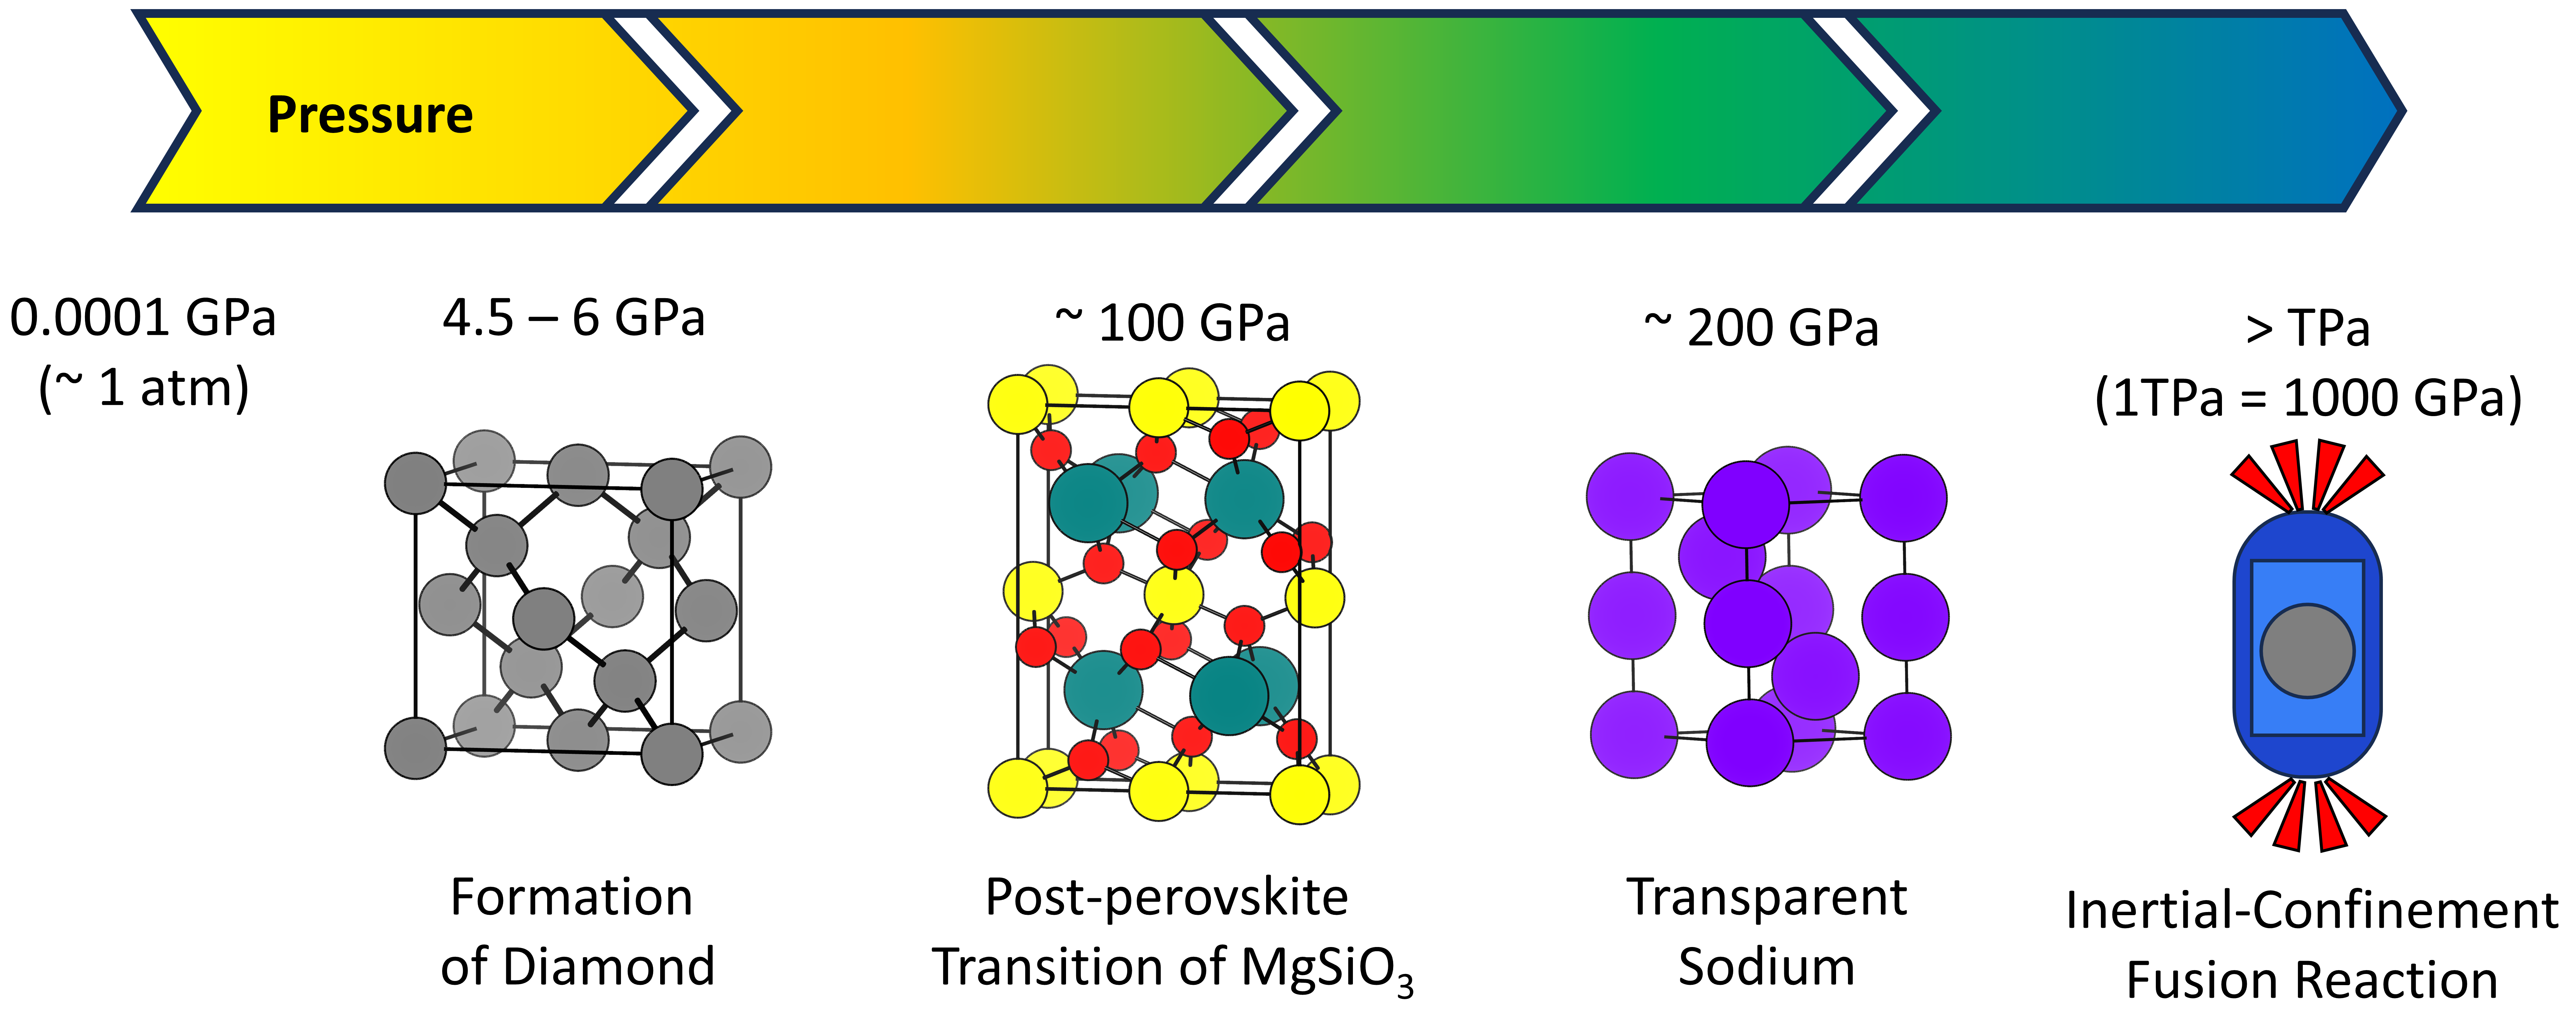 Pressure
0.0001 GPa
(~ 1 atm)
4.5 – 6 GPa
~ 100 GPa
~ 200 GPa
> TPa
(1TPa = 1000 GPa)
Formation
of Diamond
Post-perovskite
Transition of MgSiO₃
Transparent
Sodium
Inertial-Confinement
Fusion Reaction